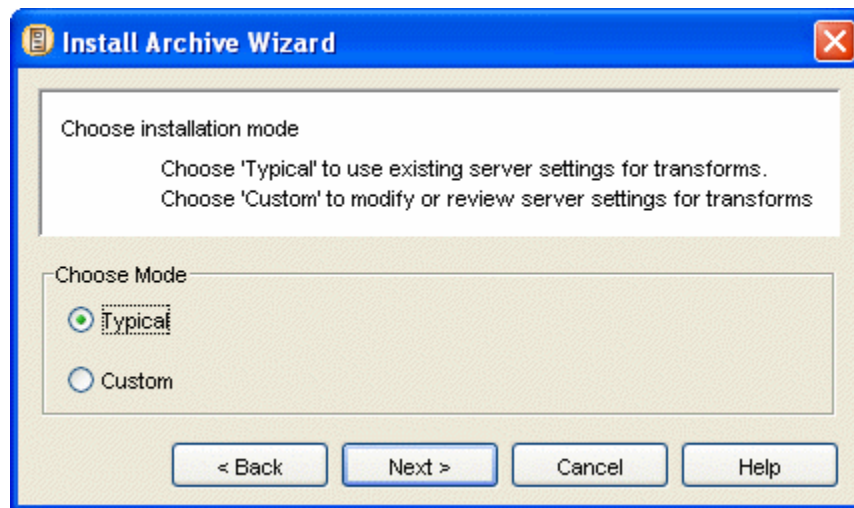 Install Archive Wizard
Choose installation mode
Choose 'Typical' to use existing server settings for transforms.
Choose 'Custom' to modify or review server settings for transforms
Choose Mode
Typical
Custom
< Back
Next >
Cancel
Help